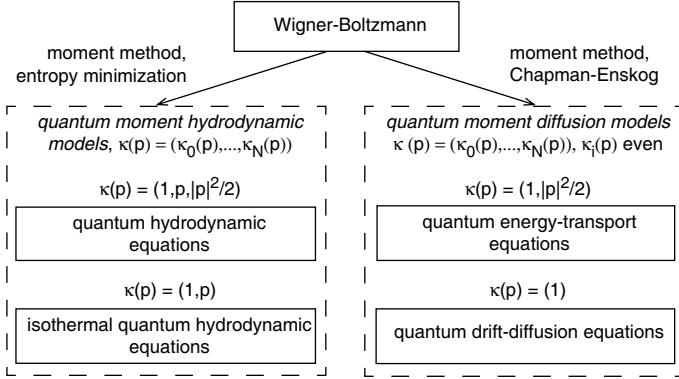 Wigner-Boltzmann
moment method,
entropy minimization
moment method,
Chapman-Enskog
quantum moment hydrodynamic
models, κ(p) = (κ₀(p),...,κ_N(p))
κ(p) = (1,p,|p|²/2)
quantum hydrodynamic
equations
κ(p) = (1,p)
isothermal quantum hydrodynamic
equations
quantum moment diffusion models
κ (p) = (κ₀(p),...,κ_N(p)), κᵢ(p) even
κ(p) = (1,|p|²/2)
quantum energy-transport
equations
κ(p) = (1)
quantum drift-diffusion equations